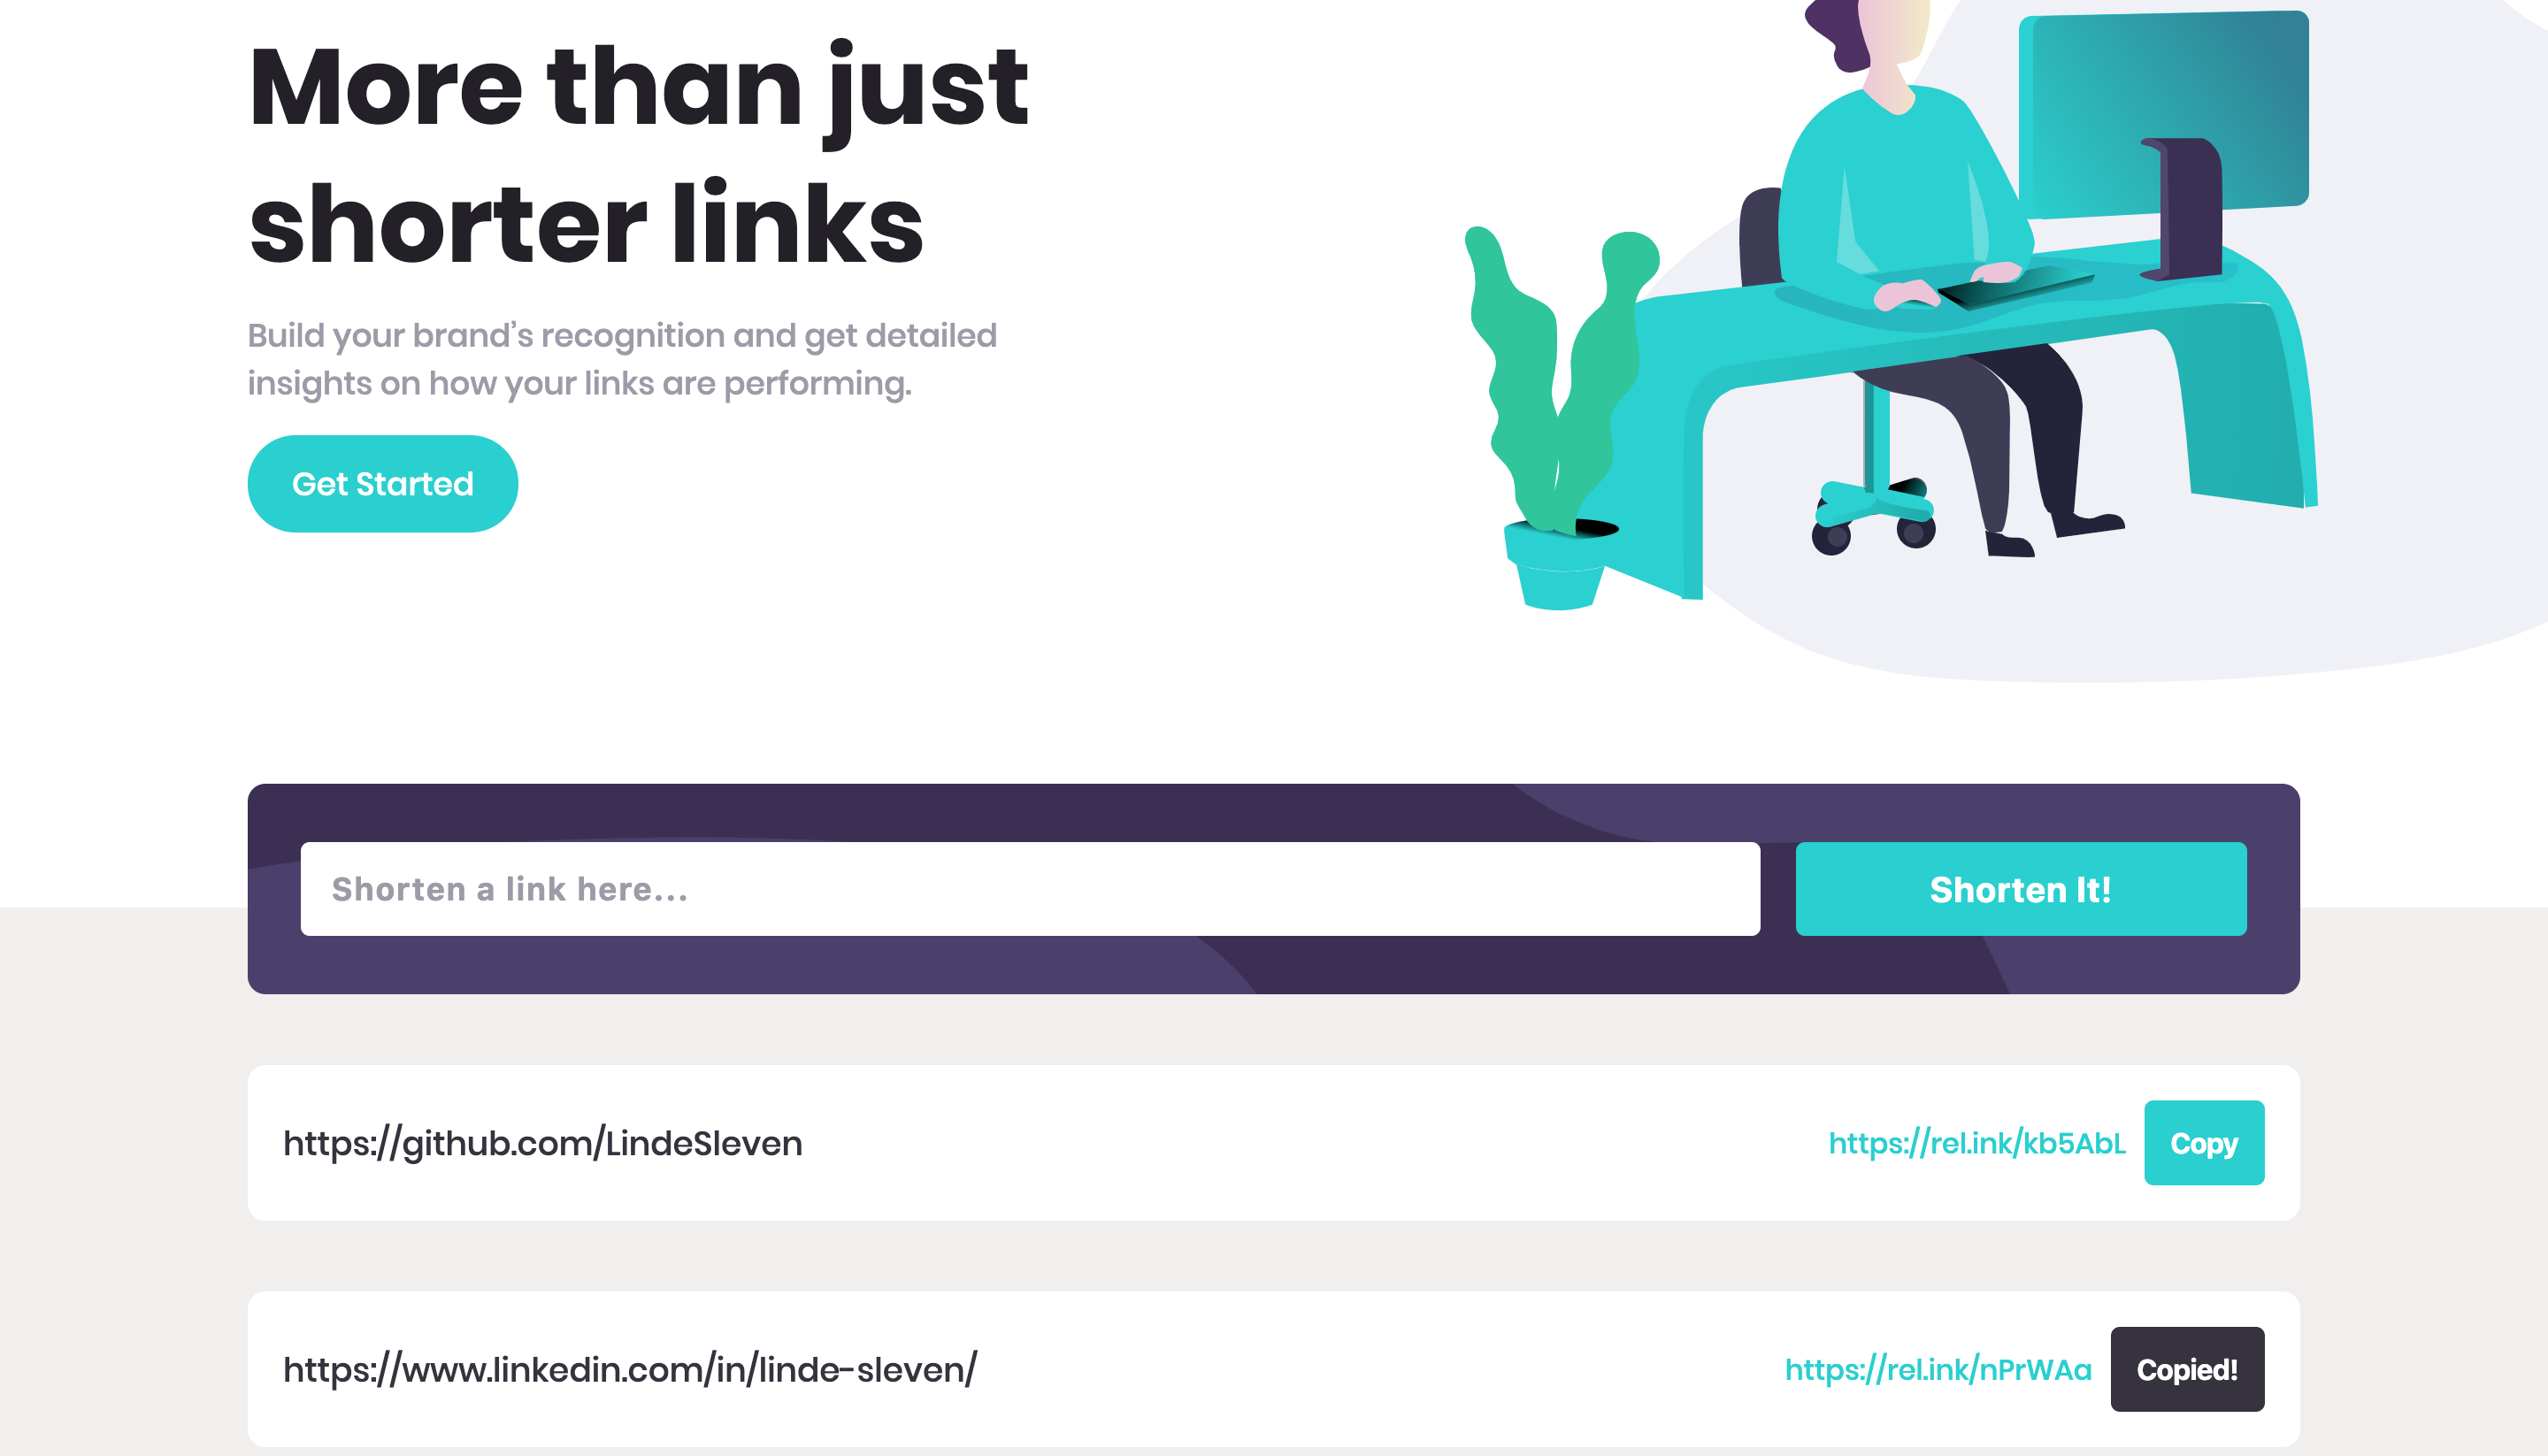 More than just
shorter links
Build your brand’s recognition and get detailed
insights on how your links are performing.
Get Started
Shorten a link here...
Shorten It!
https://github.com/LindeSleven
https://rel.ink/kb5AbL
Copy
https://www.linkedin.com/in/linde-sleven/
https://rel.ink/nPrWAa
Copied!